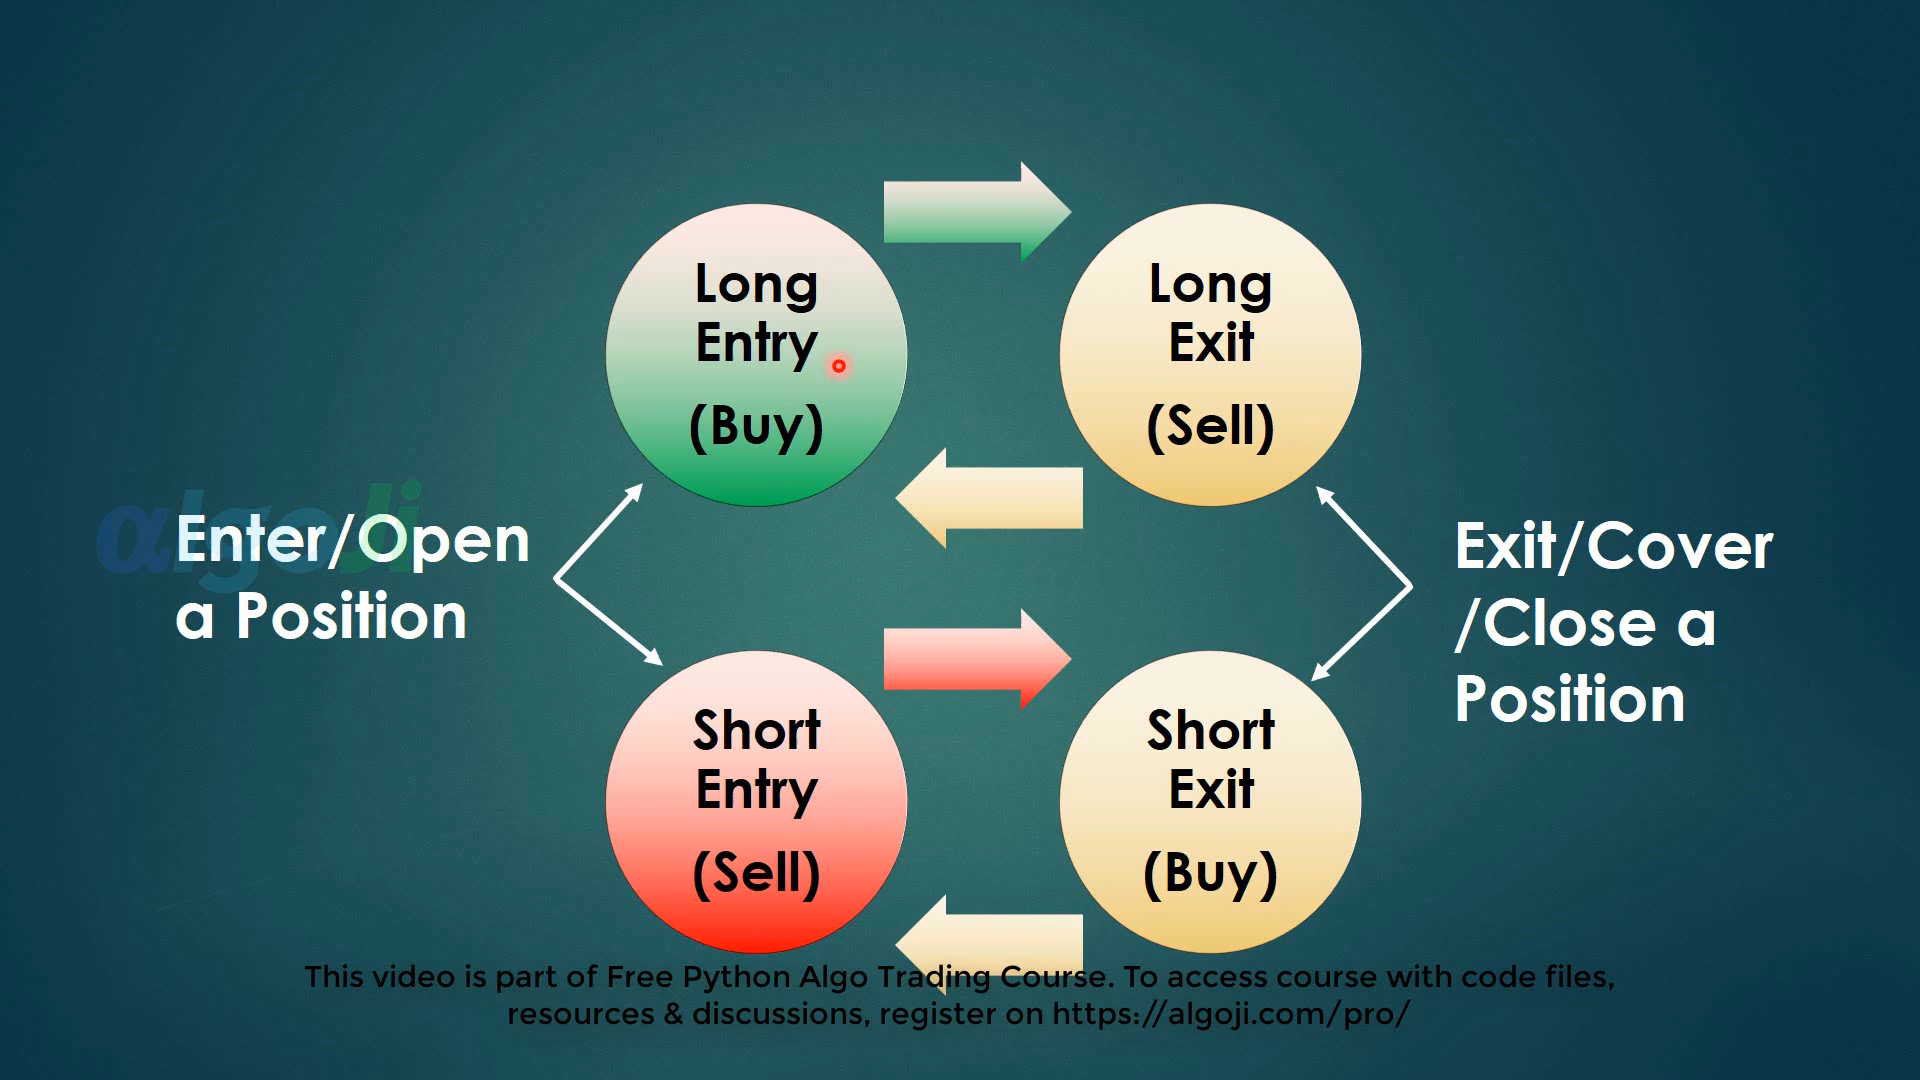 Long
Entry
(Buy)
Long
Exit
(Sell)
αlgoJi
Enter/Open
a Position
Exit/Cover
/Close a
Position
Short
Entry
(Sell)
Short
Exit
(Buy)
This video is part of Free Python Algo Trading Course. To access course with code files,
resources & discussions, register on https://algoji.com/pro/